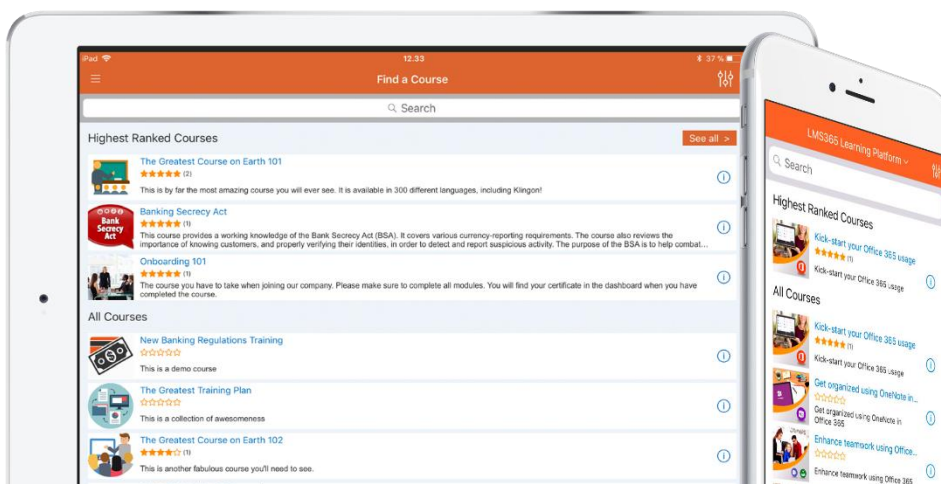 iPad
12.33
37 %
Find a Course
Search
Highest Ranked Courses
See all >
The Greatest Course on Earth 101
(2)
This is by far the most amazing course you will ever see. It is available in 300 different languages, including Klingon!
Bank
Secrecy
Act
Banking Secrecy Act
(1)
This course provides a working knowledge of the Bank Secrecy Act (BSA). It covers various currency-reporting requirements. The course also reviews the
importance of knowing customers, and properly verifying their identities, in order to detect and report suspicious activity. The purpose of the BSA is to help combat...
Onboarding 101
(1)
The course you have to take when joining our company. Please make sure to complete all modules. You will find your certificate in the dashboard when you have
completed the course.
All Courses
New Banking Regulations Training
This is a demo course
The Greatest Training Plan
This is a collection of awesomeness
The Greatest Course on Earth 102
(1)
This is another fabulous course you'll need to see.
LMS365 Learning Platform
Search
Highest Ranked Courses
Kick-start your Office 365 usage
(1)
Kick-start your Office 365 usage
All Courses
Kick-start your Office 365 usage
(1)
Kick-start your Office 365 usage
Get organized using OneNote in...
Get organized using OneNote in
Office 365
Enhance teamwork using Office...
Enhance teamwork using Office 365